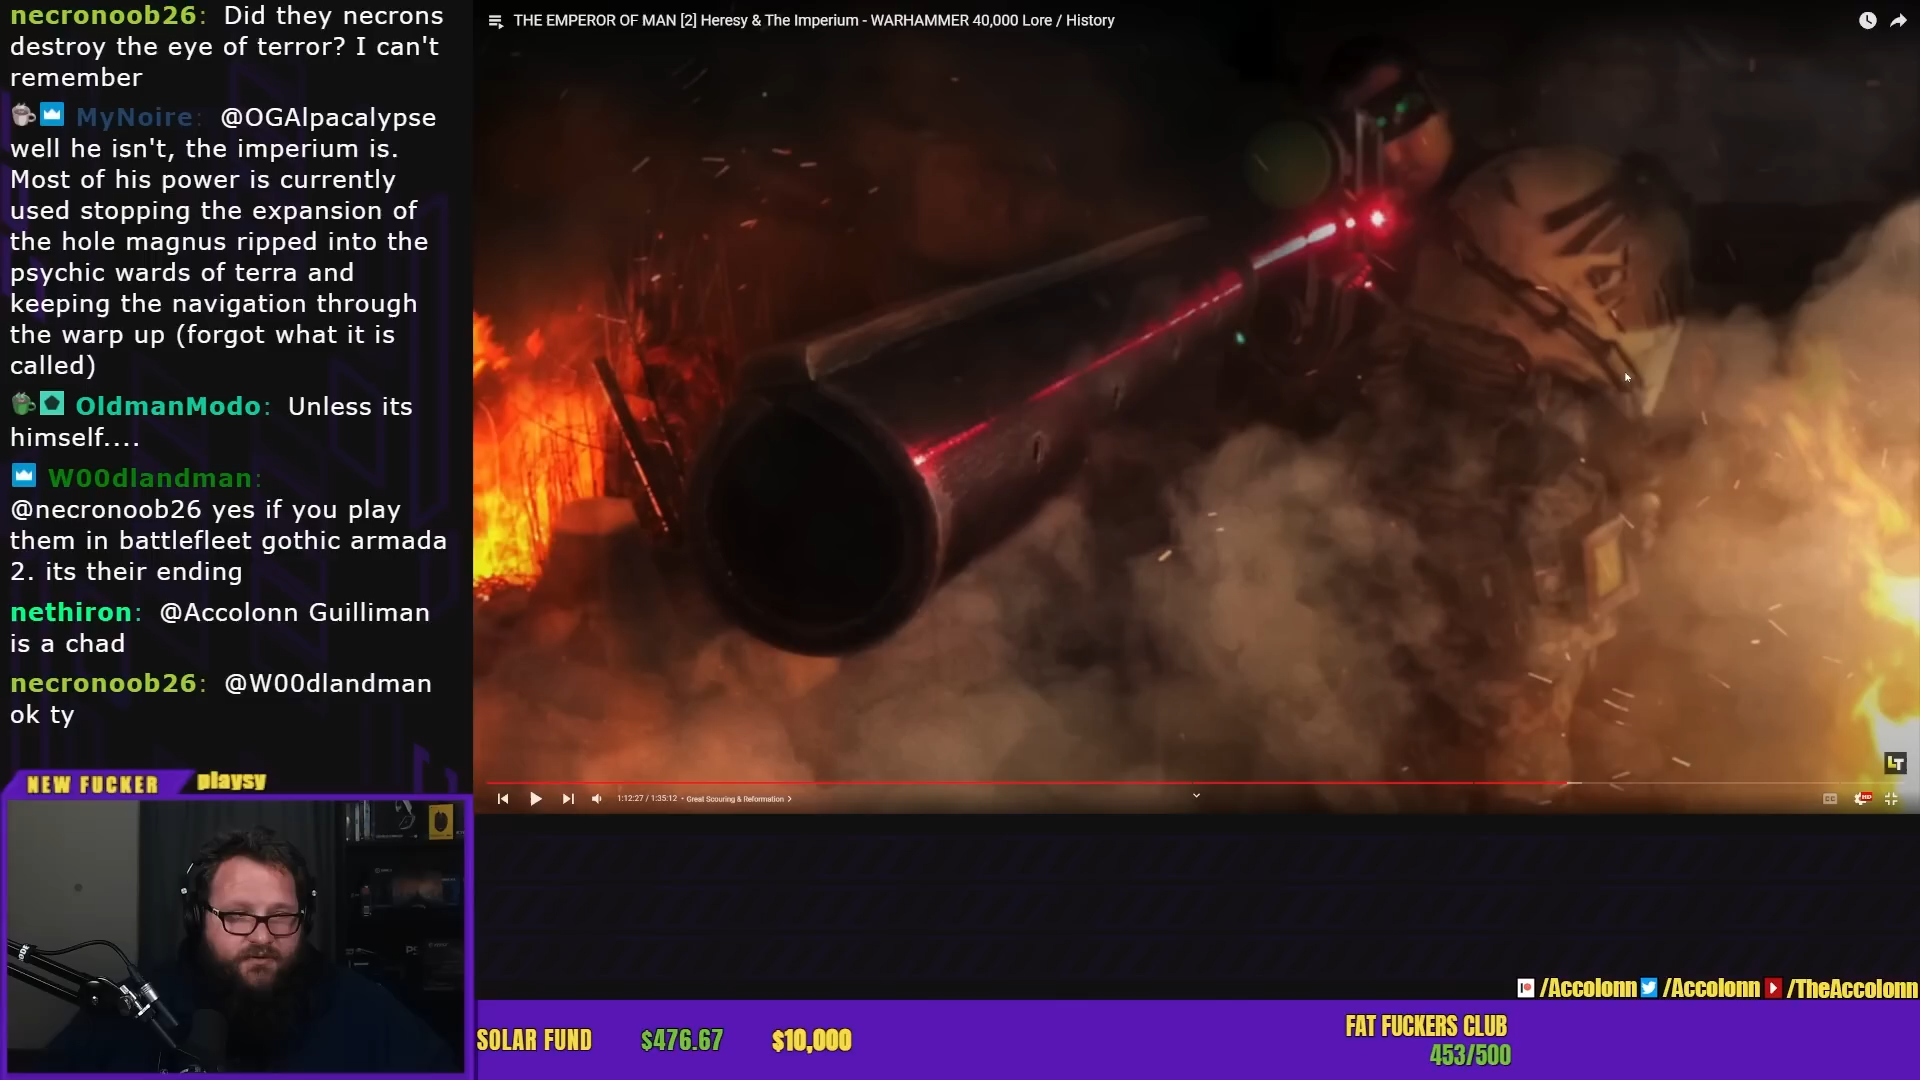 necronoob26: Did they necrons
destroy the eye of terror? I can't
remember
MyNoire: @OGAlpacalypse
well he isn't, the imperium is.
Most of his power is currently
used stopping the expansion of
the hole magnus ripped into the
psychic wards of terra and
keeping the navigation through
the warp up (forgot what it is
called)
OldmanModo: Unless its
himself....
W00dlandman:
@necronoob26 yes if you play
them in battlefleet gothic armada
2. its their ending
nethiron: @Accolonn Guilliman
is a chad
necronoob26: @W00dlandman
ok ty
NEW FUCKER playsy
THE EMPEROR OF MAN [2] Heresy & The Imperium - WARHAMMER 40,000 Lore / History
LT
1:12:27 / 1:35:12 • Great Scouring & Reformation >
CC
HD
/Accolonn /Accolonn /TheAccolonn
SOLAR FUND $476.67 $10,000
FAT FUCKERS CLUB
453/500